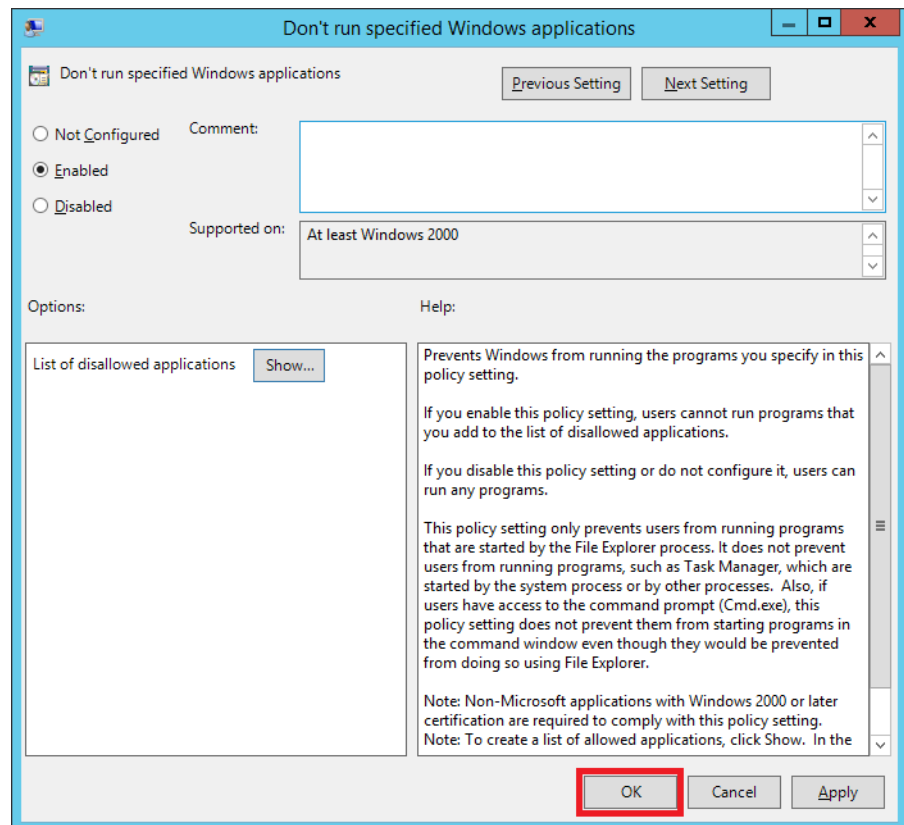 Don't run specified Windows applications
Don't run specified Windows applications
Previous Setting
Next Setting
Not Configured
Comment:
Enabled
Disabled
Supported on:
At least Windows 2000
Options:
Help:
List of disallowed applications
Show...
Prevents Windows from running the programs you specify in this
policy setting.
If you enable this policy setting, users cannot run programs that
you add to the list of disallowed applications.
If you disable this policy setting or do not configure it, users can
run any programs.
This policy setting only prevents users from running programs
that are started by the File Explorer process. It does not prevent
users from running programs, such as Task Manager, which are
started by the system process or by other processes.  Also, if
users have access to the command prompt (Cmd.exe), this
policy setting does not prevent them from starting programs in
the command window even though they would be prevented
from doing so using File Explorer.
Note: Non-Microsoft applications with Windows 2000 or later
certification are required to comply with this policy setting.
Note: To create a list of allowed applications, click Show.  In the
OK
Cancel
Apply